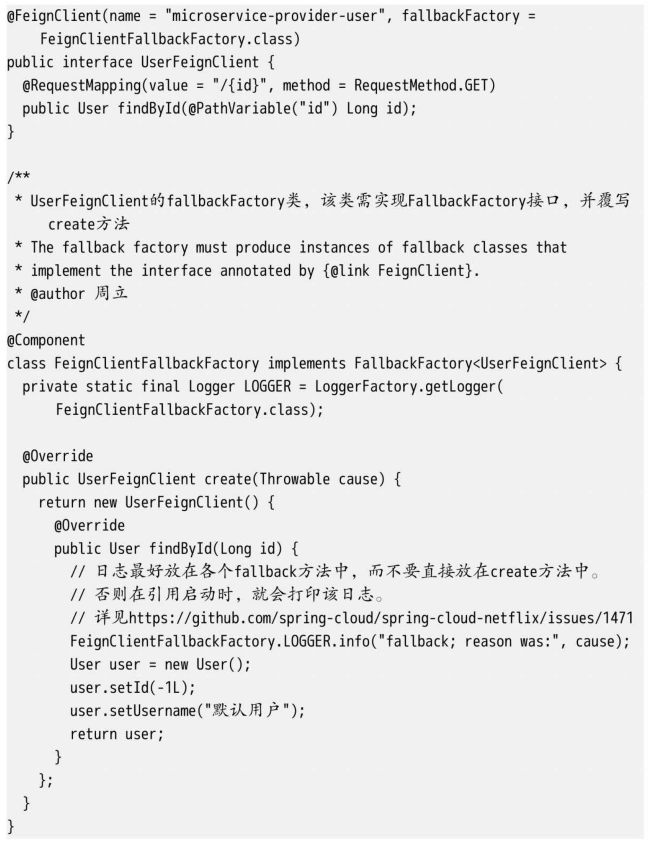 @FeignClient(name = "microservice-provider-user", fallbackFactory =
FeignClientFallbackFactory.class)
public interface UserFeignClient {
@RequestMapping(value = "/{id}", method = RequestMethod.GET)
public User findById(@PathVariable("id") Long id);
}
/**
* UserFeignClient的fallbackFactory类，该类需实现FallbackFactory接口，并覆写
create方法
* The fallback factory must produce instances of fallback classes that
* implement the interface annotated by {@link FeignClient}.
* @author 周立
*/
@Component
class FeignClientFallbackFactory implements FallbackFactory<UserFeignClient> {
private static final Logger LOGGER = LoggerFactory.getLogger(
FeignClientFallbackFactory.class);
@Override
public UserFeignClient create(Throwable cause) {
return new UserFeignClient() {
@Override
public User findById(Long id) {
// 日志最好放在各个fallback方法中，而不要直接放在create方法中。
// 否则在引用启动时，就会打印该日志。
// 详见https://github.com/spring-cloud/spring-cloud-netflix/issues/1471
FeignClientFallbackFactory.LOGGER.info("fallback; reason was:", cause);
User user = new User();
user.setId(-1L);
user.setUsername("默认用户");
return user;
}
};
}
}